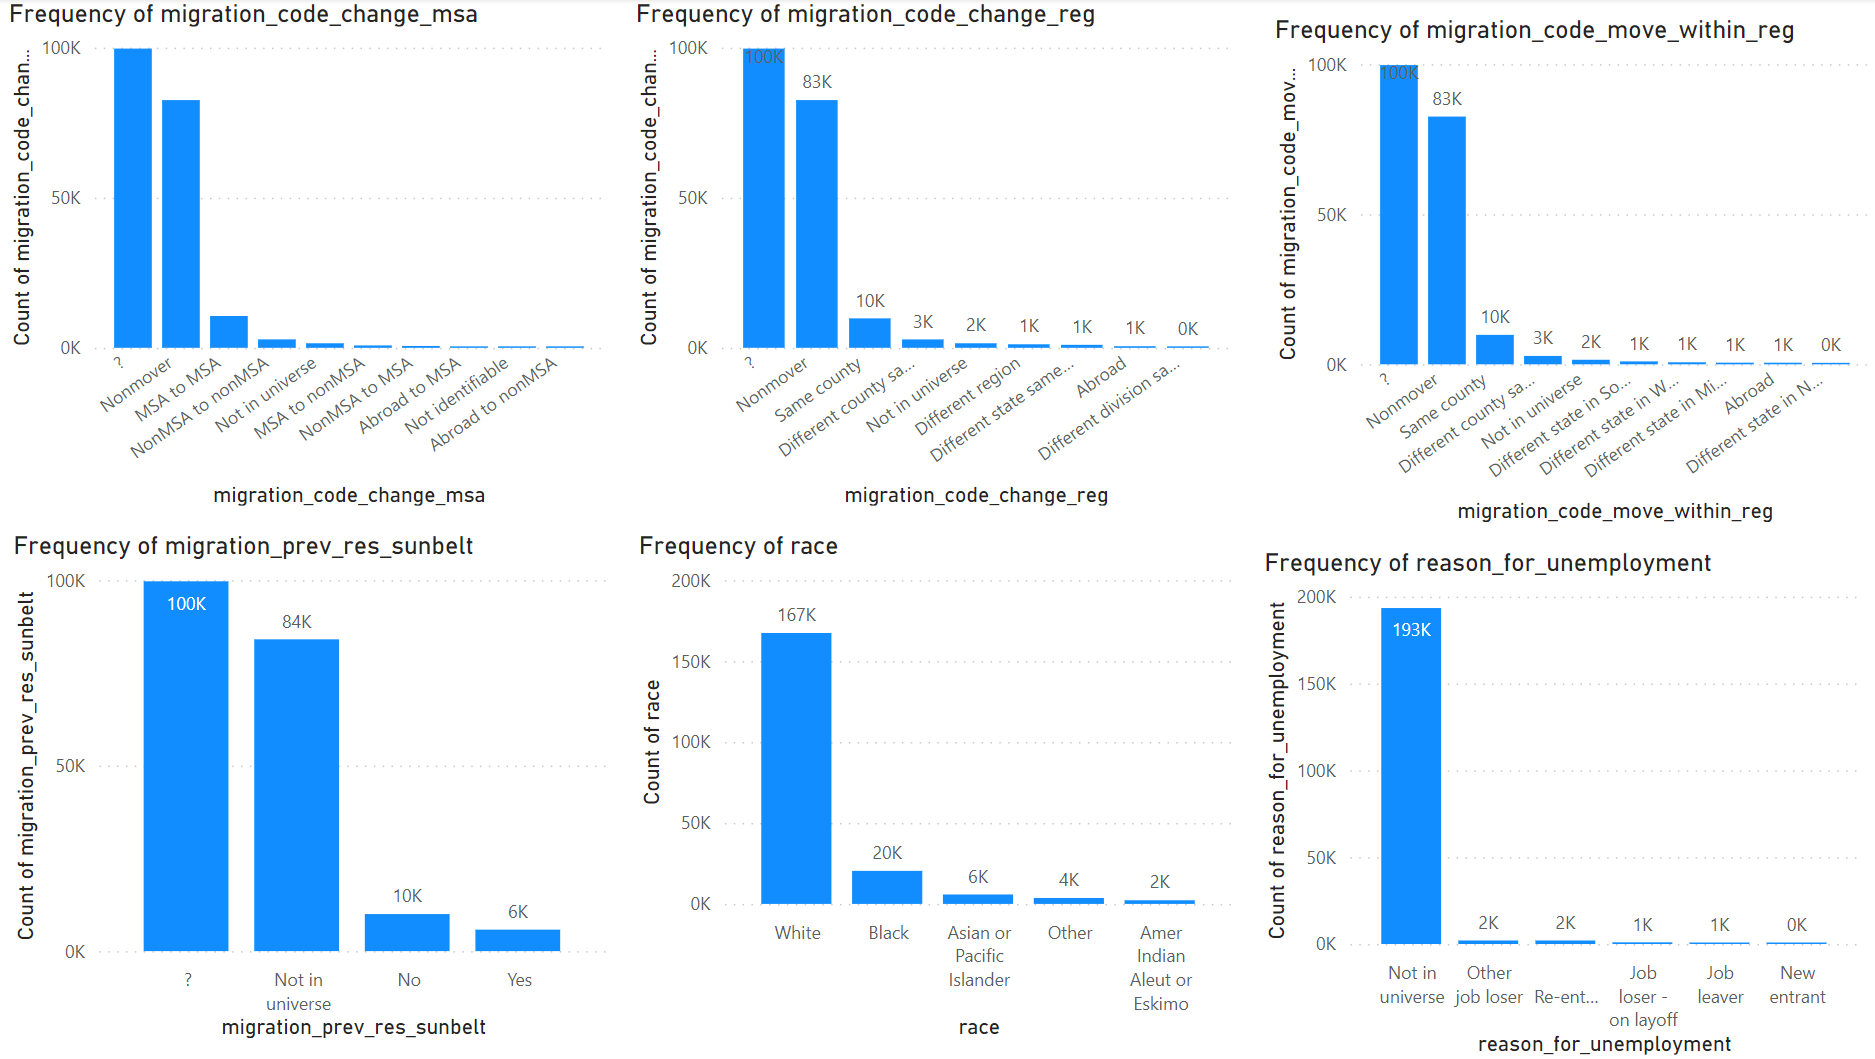 Frequency of migration_code_change_msa
Count of migration_code_chan...
100K
50K
0K
?
Nonmover
MSA to MSA
NonMSA to nonMSA
Not in universe
MSA to nonMSA
NonMSA to MSA
Abroad to MSA
Not identifiable
Abroad to nonMSA
migration_code_change_msa
Frequency of migration_code_change_reg
Count of migration_code_chan...
100K
50K
0K
100K
83K
10K
3K
2K
1K
1K
1K
0K
?
Nonmover
Same county
Different county sa...
Not in universe
Different region
Different state same...
Abroad
Different division sa...
migration_code_change_reg
Frequency of migration_code_move_within_reg
Count of migration_code_mov...
100K
50K
0K
100K
83K
10K
3K
2K
1K
1K
1K
1K
0K
?
Nonmover
Same county
Different county sa...
Not in universe
Different state in So...
Different state in W...
Different state in Mi...
Abroad
Different state in N...
migration_code_move_within_reg
Frequency of migration_prev_res_sunbelt
Count of migration_prev_res_sunbelt
100K
50K
0K
100K
84K
10K
6K
?
Not in
universe
No
Yes
migration_prev_res_sunbelt
Frequency of race
Count of race
200K
150K
100K
50K
0K
167K
20K
6K
4K
2K
White
Black
Asian or
Pacific
Islander
Other
Amer
Indian
Aleut or
Eskimo
race
Frequency of reason_for_unemployment
Count of reason_for_unemployment
200K
150K
100K
50K
0K
193K
2K
2K
1K
1K
0K
Not in
universe
Other
job loser
Re-ent...
Job
loser -
on layoff
Job
leaver
New
entrant
reason_for_unemployment